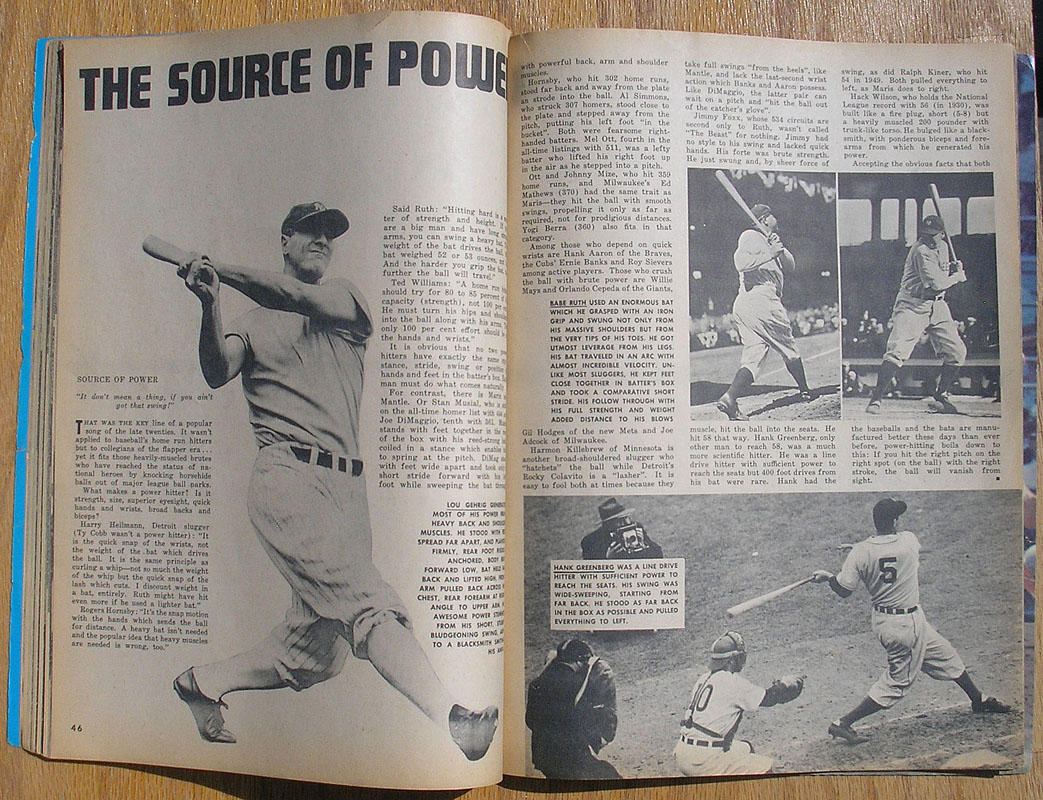 THE SOURCE OF POWE
SOURCE OF POWER
"It don't mean a thing, if you ain't
got that swing!"
THAT WAS THE KEY line of a popular
song of the late twenties. It wasn't
applied to baseball's home run hitters
but to collegians of the flapper era . . .
yet it fits those heavily-muscled brutes
who have reached the status of na-
tional heroes by knocking horsehide
balls out of major league ball parks.
What makes a power hitter? Is it
strength, size, superior eyesight, quick
hands and wrists, broad backs and
biceps?
Harry Heilmann, Detroit slugger
(Ty Cobb wasn't a power hitter): "It
is the quick snap of the wrists, not
the weight of the bat which drives
the ball. It is the same principle as
curling a whip—not so much the weight
of the whip but the quick snap of the
lash which cuts. I discount weight in
a bat, entirely. Ruth might have hit
even more if he used a lighter bat."
Rogers Hornsby: "It's the snap motion
with the hands which sends the ball
for distance. A heavy bat isn't needed
and the popular idea that heavy muscles
are needed is wrong, too."
46
Said Ruth: "Hitting hard is a
ter of strength and height. If
are a big man and have long
arms, you can swing a heavy bat.
weight of the bat drives the ball.
bat weighed 52 or 53 ounces,
And the harder you grip the
further the ball will travel."
Ted Williams: "A home run
should try for 80 to 85 percent
capacity (strength), not 100 per
He must turn his hips and
into the ball along with his arms.
only 100 per cent effort should
the hands and wrists."
It is obvious that no two
hitters have exactly the same
stance, stride, swing or
hands and feet in the batter's box.
man must do what comes
For contrast, there is Maris
Mantle. Or Stan Musial, who is
on the all-time homer list with
Joe DiMaggio, tenth with 361.
stands with feet together in the
of the box with his reed-strong
coiled in a stance which enables
to spring at the pitch. DiMag
with feet wide apart and took only
short stride forward with his
foot while sweeping the bat
LOU GEHRIG
MOST OF HIS POWER
HEAVY BACK AND
MUSCLES. HE STOOD WITH
SPREAD FAR APART, AND
FIRMLY, REAR FOOT
ANCHORED, BODY
FORWARD LOW, BAT HELD
BACK AND LIFTED HIGH,
ARM PULLED BACK ACROSS
CHEST, REAR FOREARM AT
ANGLE TO UPPER ARM.
AWESOME POWER
FROM HIS SHORT,
BLUDGEONING SWING,
TO A BLACKSMITH
HIS
with powerful back, arm and shoulder
muscles.
Hornsby, who hit 302 home runs,
stood far back and away from the plate
an strode into the ball. Al Simmons,
who struck 307 homers, stood close to
the plate and stepped away from the
pitch, putting his left foot "in the
bucket". Both were fearsome right-
handed batters. Mel Ott, fourth in the
all-time listings with 511, was a lefty
batter who lifted his right foot up
in the air as he stepped into a pitch.
Ott and Johnny Mize, who hit 359
home runs, and Milwaukee's Ed
Mathews (370) had the same trait as
Maris—they hit the ball with smooth
swings, propelling it only as far as
required, not for prodigious distances.
Yogi Berra (360) also fits in that
category.
Among those who depend on quick
wrists are Hank Aaron of the Braves,
the Cubs' Ernie Banks and Roy Sievers
among active players. Those who crush
the ball with brute power are Willie
Mays and Orlando Cepeda of the Giants,
BABE RUTH USED AN ENORMOUS BAT
WHICH HE GRASPED WITH AN IRON
GRIP AND SWUNG NOT ONLY FROM
HIS MASSIVE SHOULDERS BUT FROM
THE VERY TIPS OF HIS TOES. HE GOT
UTMOST LEVERAGE FROM HIS LEGS.
HIS BAT TRAVELED IN AN ARC WITH
ALMOST INCREDIBLE VELOCITY. UN-
LIKE MOST SLUGGERS, HE KEPT FEET
CLOSE TOGETHER IN BATTER'S BOX
AND TOOK A COMPARATIVE SHORT
STRIDE. HIS FOLLOW THROUGH WITH
HIS FULL STRENGTH AND WEIGHT
ADDED DISTANCE TO HIS BLOWS
Gil Hodges of the new Mets and Joe
Adcock of Milwaukee.
Harmon Killebrew of Minnesota is
another broad-shouldered slugger who
"hatchets" the ball while Detroit's
Rocky Colavito is a "lasher". It is
easy to fool both at times because they
take full swings "from the heels", like
Mantle, and lack the last-second wrist
action which Banks and Aaron possess.
Like DiMaggio, the latter pair can
wait on a pitch and "hit the ball out
of the catcher's glove".
Jimmy Foxx, whose 534 circuits are
second only to Ruth, wasn't called
"The Beast" for nothing. Jimmy had
no style to his swing and lacked quick
hands. His forte was brute strength.
He just swung and, by sheer force of
muscle, hit the ball into the seats. He
hit 58 that way. Hank Greenberg, only
other man to reach 58, was a much
more scientific hitter. He was a line
drive hitter with sufficient power to
reach the seats but 400 foot drives from
his bat were rare. Hank had the
swing, as did Ralph Kiner, who hit
54 in 1949. Both pulled everything to
left, as Maris does to right.
Hack Wilson, who holds the National
League record with 56 (in 1930), was
built like a fire plug, short (5-8) but
a heavily muscled 200 pounder with
trunk-like torso. He bulged like a black-
smith, with ponderous biceps and fore-
arms from which he generated his
power.
Accepting the obvious facts that both
the baseballs and the bats are manu-
factured better these days than ever
before, power-hitting boils down to
this: If you hit the right pitch on the
right spot (on the ball) with the right
stroke, the ball will vanish from
sight.
HANK GREENBERG WAS A LINE DRIVE
HITTER WITH SUFFICIENT POWER TO
REACH THE SEATS. HIS SWING WAS
WIDE-SWEEPING, STARTING FROM
FAR BACK. HE STOOD AS FAR BACK
IN THE BOX AS POSSIBLE AND PULLED
EVERYTHING TO LEFT.
5
10